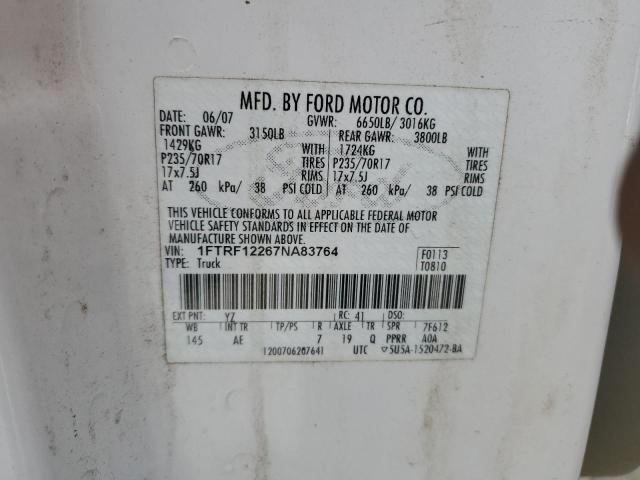 MFD. BY FORD MOTOR CO.
DATE: 06/07 GVWR: 6650LB/ 3016KG
FRONT GAWR: 3150LB REAR GAWR: 3800LB
1429KG WITH 1724KG WITH
P235/70R17 TIRES P235/70R17 TIRES
17x7.5J RIMS 17x7.5J RIMS
AT 260 kPa/ 38 PSI COLD AT 260 kPa/ 38 PSI COLD
THIS VEHICLE CONFORMS TO ALL APPLICABLE FEDERAL MOTOR
VEHICLE SAFETY STANDARDS IN EFFECT ON THE DATE OF
MANUFACTURE SHOWN ABOVE.
VIN: 1FTRF12267NA83764 F0113
TYPE: Truck T0810
EXT PNT: YZ RC: 41 DSO:
WB INT TR TP/PS R AXLE TR SPR 7F612
145 AE 7 19 Q PPRR A0A
1200706207641 UTC ▽5U5A-1520472-BA
Ford